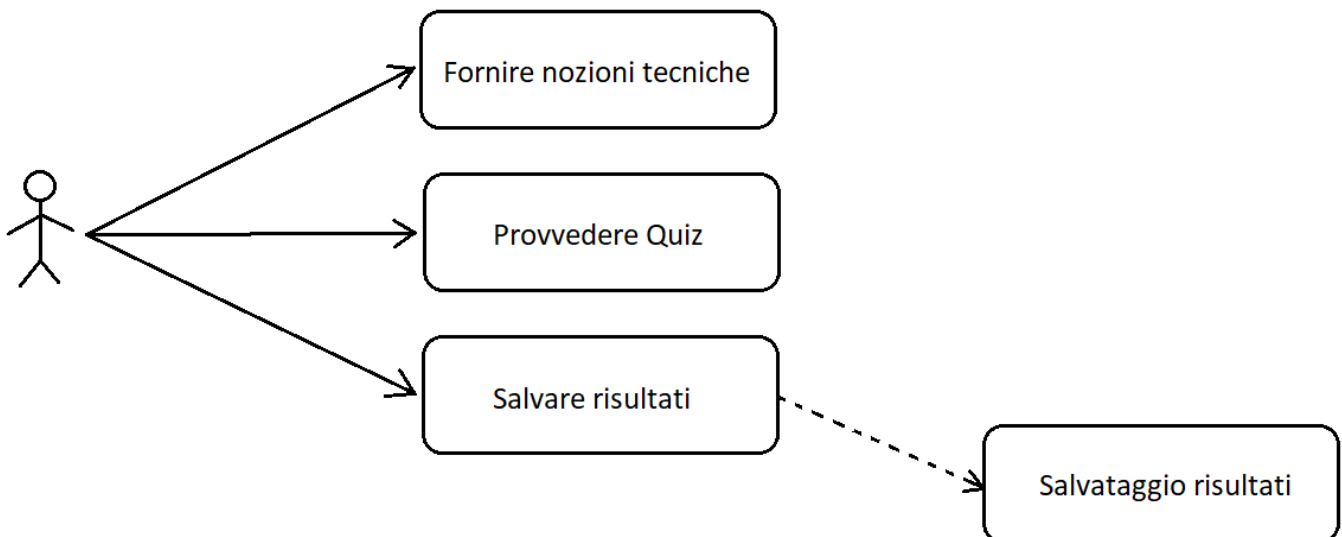 Fornire nozioni tecniche
Provvedere Quiz
Salvare risultati
Salvataggio risultati